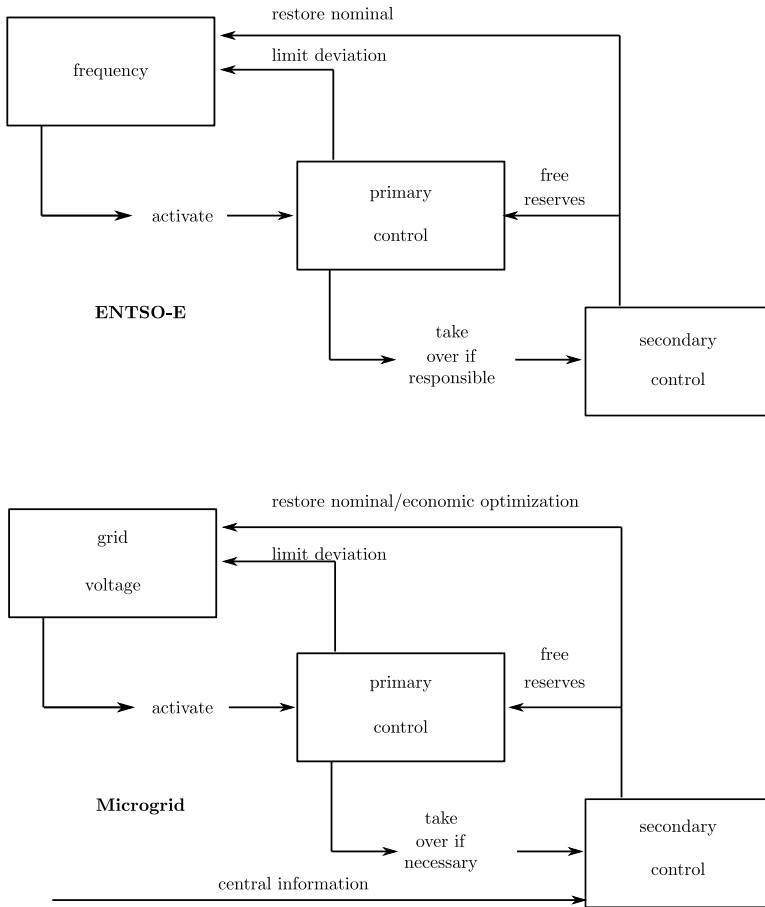 restore nominal
limit deviation
frequency
primary
control
free
reserves
activate
ENTSO-E
take
over if
responsible
secondary
control
restore nominal/economic optimization
limit deviation
grid
voltage
primary
control
free
reserves
activate
Microgrid
take
over if
necessary
secondary
control
central information